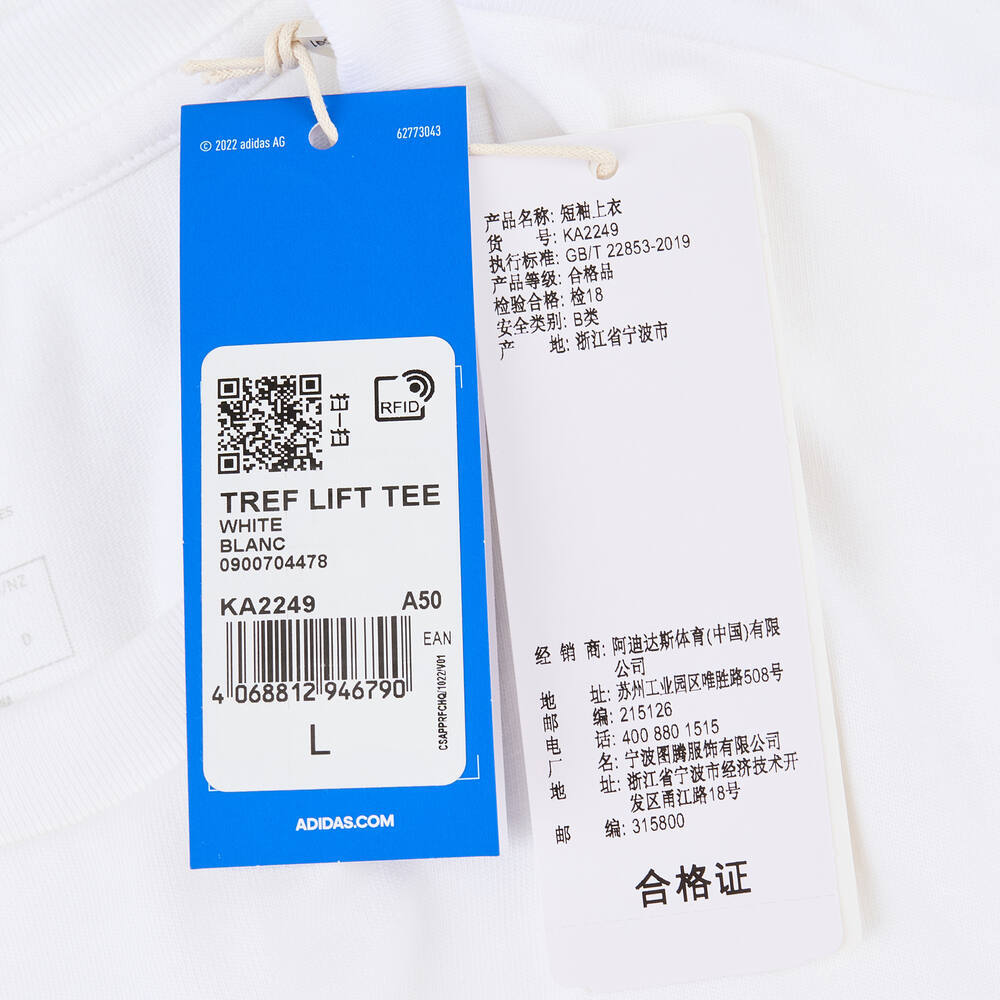 © 2022 adidas AG
62773043
扫一扫
RFID
TREF LIFT TEE
WHITE
BLANC
0900704478
KA2249 A50
EAN
4 068812 946790
CSAPPRFCHQ/1022/V01
L
ADIDAS.COM
产品名称: 短袖上衣
货 号: KA2249
执行标准: GB/T 22853-2019
产品等级: 合格品
检验合格: 检18
安全类别: B类
产 地: 浙江省宁波市
经 销 商: 阿迪达斯体育(中国)有限
公司
地 址: 苏州工业园区唯胜路508号
邮 编: 215126
电 话: 400 880 1515
厂 名: 宁波图腾服饰有限公司
地 址: 浙江省宁波市经济技术开
发区甬江路18号
邮 编: 315800
合格证
/NZ
0